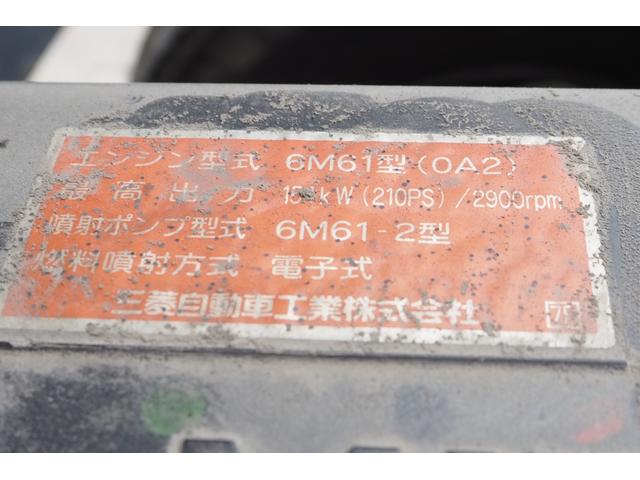 エンジン型式 6M61型(0A2)
最高出力 154kW(210PS)/2900rpm
噴射ポンプ型式 6M61-2型
燃料噴射方式 電子式
三菱自動車工業株式会社